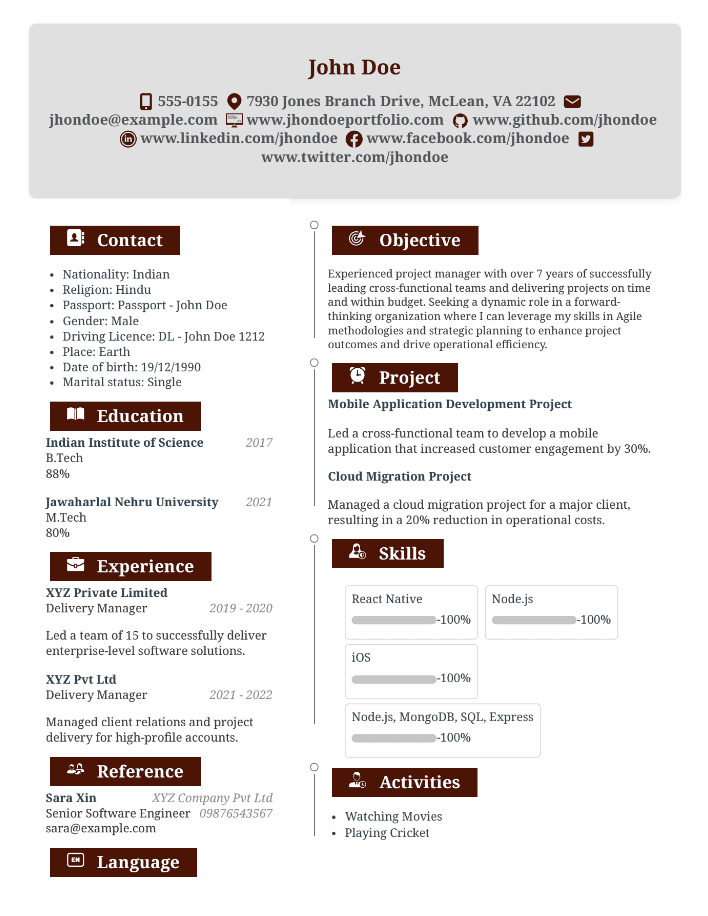 John Doe
555-0155 7930 Jones Branch Drive, McLean, VA 22102
jhondoe@example.com www.jhondoeportfolio.com www.github.com/jhondoe
www.linkedin.com/jhondoe www.facebook.com/jhondoe
www.twitter.com/jhondoe
Contact
• Nationality: Indian
• Religion: Hindu
• Passport: Passport - John Doe
• Gender: Male
• Driving Licence: DL - John Doe 1212
• Place: Earth
• Date of birth: 19/12/1990
• Marital status: Single
Education
Indian Institute of Science 2017
B.Tech
88%
Jawaharlal Nehru University 2021
M.Tech
80%
Experience
XYZ Private Limited
Delivery Manager 2019 - 2020
Led a team of 15 to successfully deliver
enterprise-level software solutions.
XYZ Pvt Ltd
Delivery Manager 2021 - 2022
Managed client relations and project
delivery for high-profile accounts.
Reference
Sara Xin XYZ Company Pvt Ltd
Senior Software Engineer 09876543567
sara@example.com
EN Language
Objective
Experienced project manager with over 7 years of successfully
leading cross-functional teams and delivering projects on time
and within budget. Seeking a dynamic role in a forward-
thinking organization where I can leverage my skills in Agile
methodologies and strategic planning to enhance project
outcomes and drive operational efficiency.
Project
Mobile Application Development Project
Led a cross-functional team to develop a mobile
application that increased customer engagement by 30%.
Cloud Migration Project
Managed a cloud migration project for a major client,
resulting in a 20% reduction in operational costs.
Skills
React Native
-100%
Node.js
-100%
iOS
-100%
Node.js, MongoDB, SQL, Express
-100%
Activities
• Watching Movies
• Playing Cricket